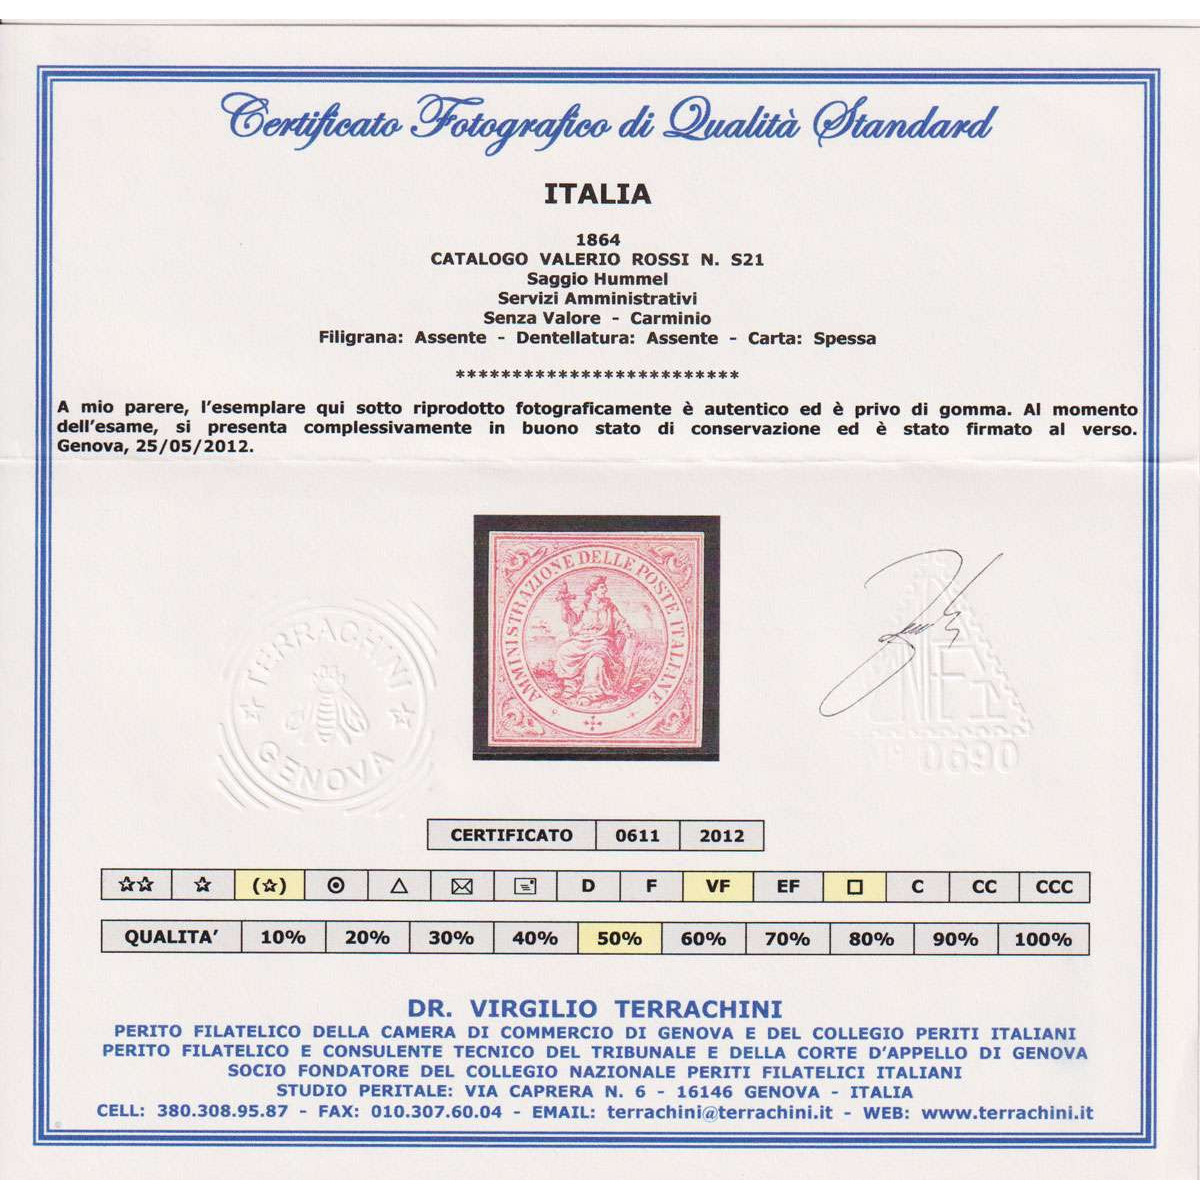 Certificato Fotografico di Qualità Standard
ITALIA
1864
CATALOGO VALERIO ROSSI N. S21
Saggio Hummel
Servizi Amministrativi
Senza Valore - Carminio
Filigrana: Assente - Dentellatura: Assente - Carta: Spessa
*************************
A mio parere, l'esemplare qui sotto riprodotto fotograficamente è autentico ed è privo di gomma. Al momento
dell'esame, si presenta complessivamente in buono stato di conservazione ed è stato firmato al verso.
Genova, 25/05/2012.
AMMINISTRAZIONE DELLE POSTE ITALIANE
TERRACHINI
GENOVA
N° 0690
CERTIFICATO 0611 2012
☆☆ ☆ (☆) ⊙ △ ✉ D F VF EF □ C CC CCC
QUALITA' 10% 20% 30% 40% 50% 60% 70% 80% 90% 100%
DR. VIRGILIO TERRACHINI
PERITO FILATELICO DELLA CAMERA DI COMMERCIO DI GENOVA E DEL COLLEGIO PERITI ITALIANI
PERITO FILATELICO E CONSULENTE TECNICO DEL TRIBUNALE E DELLA CORTE D'APPELLO DI GENOVA
SOCIO FONDATORE DEL COLLEGIO NAZIONALE PERITI FILATELICI ITALIANI
STUDIO PERITALE: VIA CAPRERA N. 6 - 16146 GENOVA - ITALIA
CELL: 380.308.95.87 - FAX: 010.307.60.04 - EMAIL: terrachini@terrachini.it - WEB: www.terrachini.it